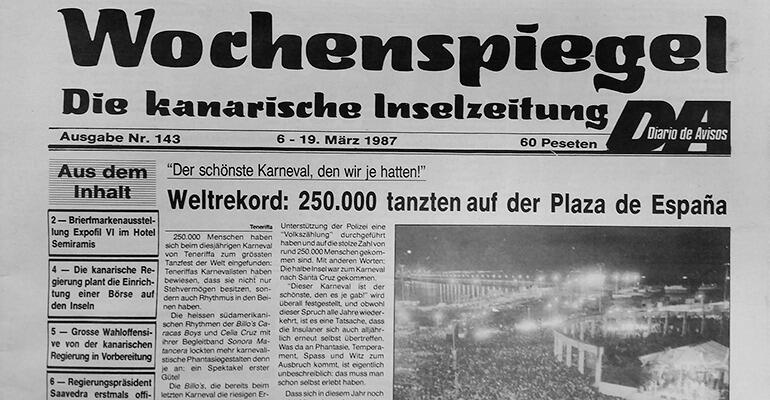 Wochenspiegel
Die kanarische Inselzeitung
DA
Diario de Avisos
Ausgabe Nr. 143
6 - 19. März 1987
60 Peseten
Aus dem
Inhalt
2 — Briefmarkenausstel-
lung Expofil VI im Hotel
Semiramis
4 — Die kanarische Re-
gierung plant die Einrich-
tung einer Börse auf
den Inseln
5 — Grosse Wahloffensi-
ve von der kanarischen
Regierung in Vorbereitung
6 — Regierungspräsident
Saavedra erstmals offi-
"Der schönste Karneval, den wir je hatten!"
Weltrekord: 250.000 tanzten auf der Plaza de España
Teneriffa
250.000 Menschen haben
sich beim diesjährigen Karneval
von Teneriffa zum grössten
Tanzfest der Welt eingefunden:
Teneriffas Karnevalisten haben
bewiesen, dass sie nicht nur
Stehvermögen besitzen, son-
dern auch Rhythmus in den Bei-
nen haben.
Die heissen südamerikani-
schen Rhythmen der Billo's Ca-
racas Boys und Celia Cruz mit
ihrer Begleitband Sonora Ma-
tancera lockten mehr karnevali-
stische Phantasiegestalten denn
je an: ein Spektakel erster
Güte!
Die Billo's, die bereits beim
letzten Karneval die riesigen Er-
Unterstützung der Polizei eine
"Volkszählung" durchgeführt
haben und auf die stolze Zahl von
rund 250.000 Menschen gekom-
men sind. Mit anderen Worten:
Die halbe Insel war zum Karneval
nach Santa Cruz gekommen.
"Dieser Karneval ist der
schönste, den es je gab!" wird
überall festgestellt, und obwohl
dieser Spruch alle Jahre wieder-
kehrt, ist es eine Tatsache, dass
die Insulaner sich auch alljähr-
lich erneut selbst übertreffen.
Was da an Phantasie, Tempera-
ment, Spass und Witz zum
Ausbruch kommt, ist eigentlich
unbeschreiblich: das muss man
schon selbst erlebt haben.
Dass sich in diesem Jahr noch